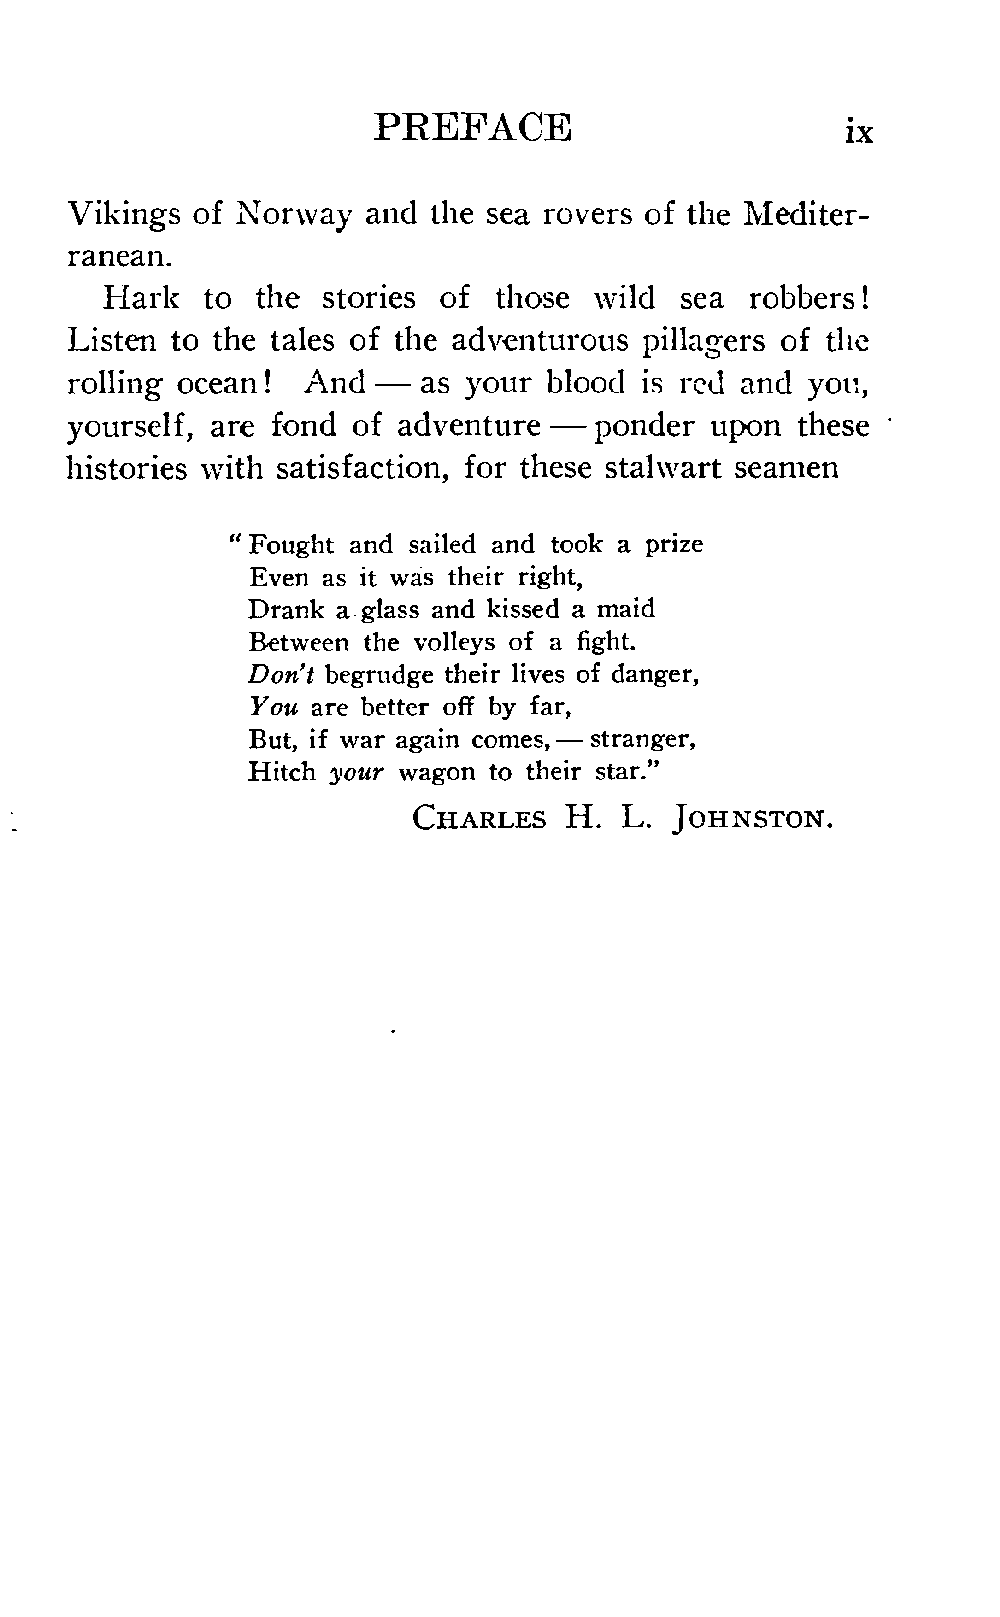 PREFACE ix
Vikings of Norway and the sea rovers of the Mediter-
ranean.
Hark to the stories of those wild sea robbers!
Listen to the tales of the adventurous pillagers of the
rolling ocean! And — as your blood is red and you,
yourself, are fond of adventure — ponder upon these
histories with satisfaction, for these stalwart seamen
“Fought and sailed and took a prize
Even as it was their right,
Drank a glass and kissed a maid
Between the volleys of a fight.
Don't begrudge their lives of danger,
You are better off by far,
But, if war again comes, — stranger,
Hitch your wagon to their star.”
CHARLES H. L. JOHNSTON.